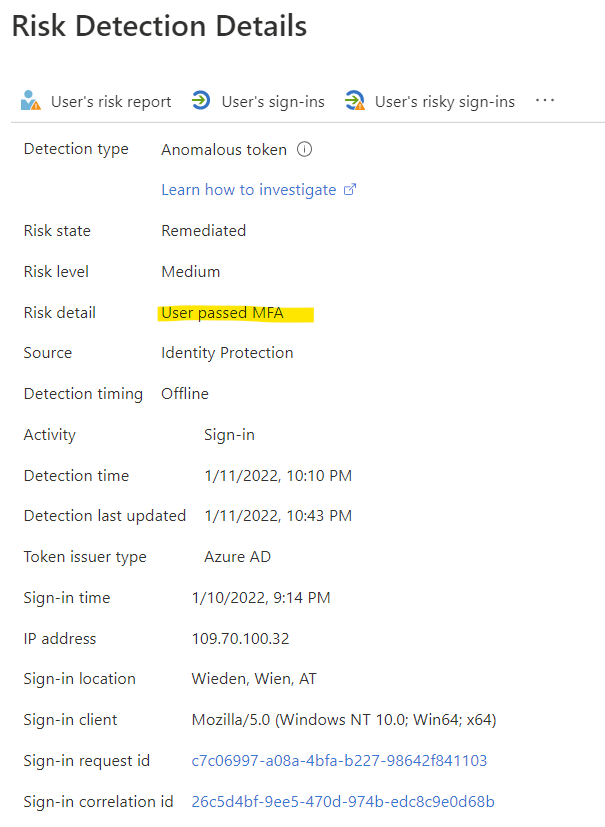 Risk Detection Details
User's risk report User's sign-ins User's risky sign-ins ...
Detection type Anomalous token
Learn how to investigate
Risk state Remediated
Risk level Medium
Risk detail User passed MFA
Source Identity Protection
Detection timing Offline
Activity Sign-in
Detection time 1/11/2022, 10:10 PM
Detection last updated 1/11/2022, 10:43 PM
Token issuer type Azure AD
Sign-in time 1/10/2022, 9:14 PM
IP address 109.70.100.32
Sign-in location Wieden, Wien, AT
Sign-in client Mozilla/5.0 (Windows NT 10.0; Win64; x64)
Sign-in request id c7c06997-a08a-4bfa-b227-98642f841103
Sign-in correlation id 26c5d4bf-9ee5-470d-974b-edc8c9e0d68b